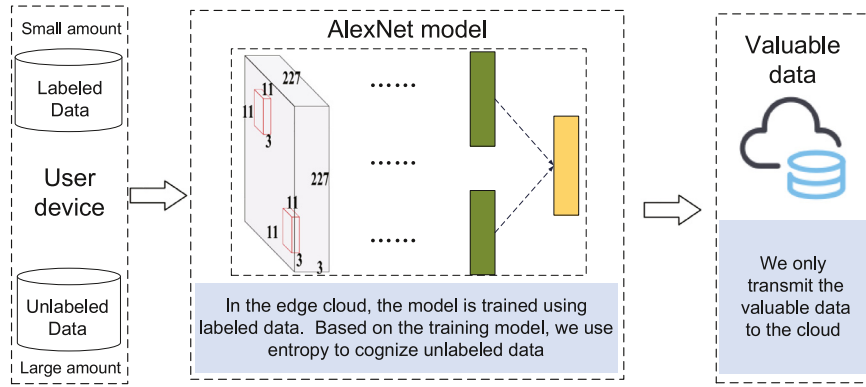 Small amount
Labeled
Data
User
device
Unlabeled
Data
Large amount
AlexNet model
227
11
11
3
227
11
11
3
3
......
......
......
In the edge cloud, the model is trained using
labeled data. Based on the training model, we use
entropy to cognize unlabeled data
Valuable
data
We only
transmit the
valuable data
to the cloud